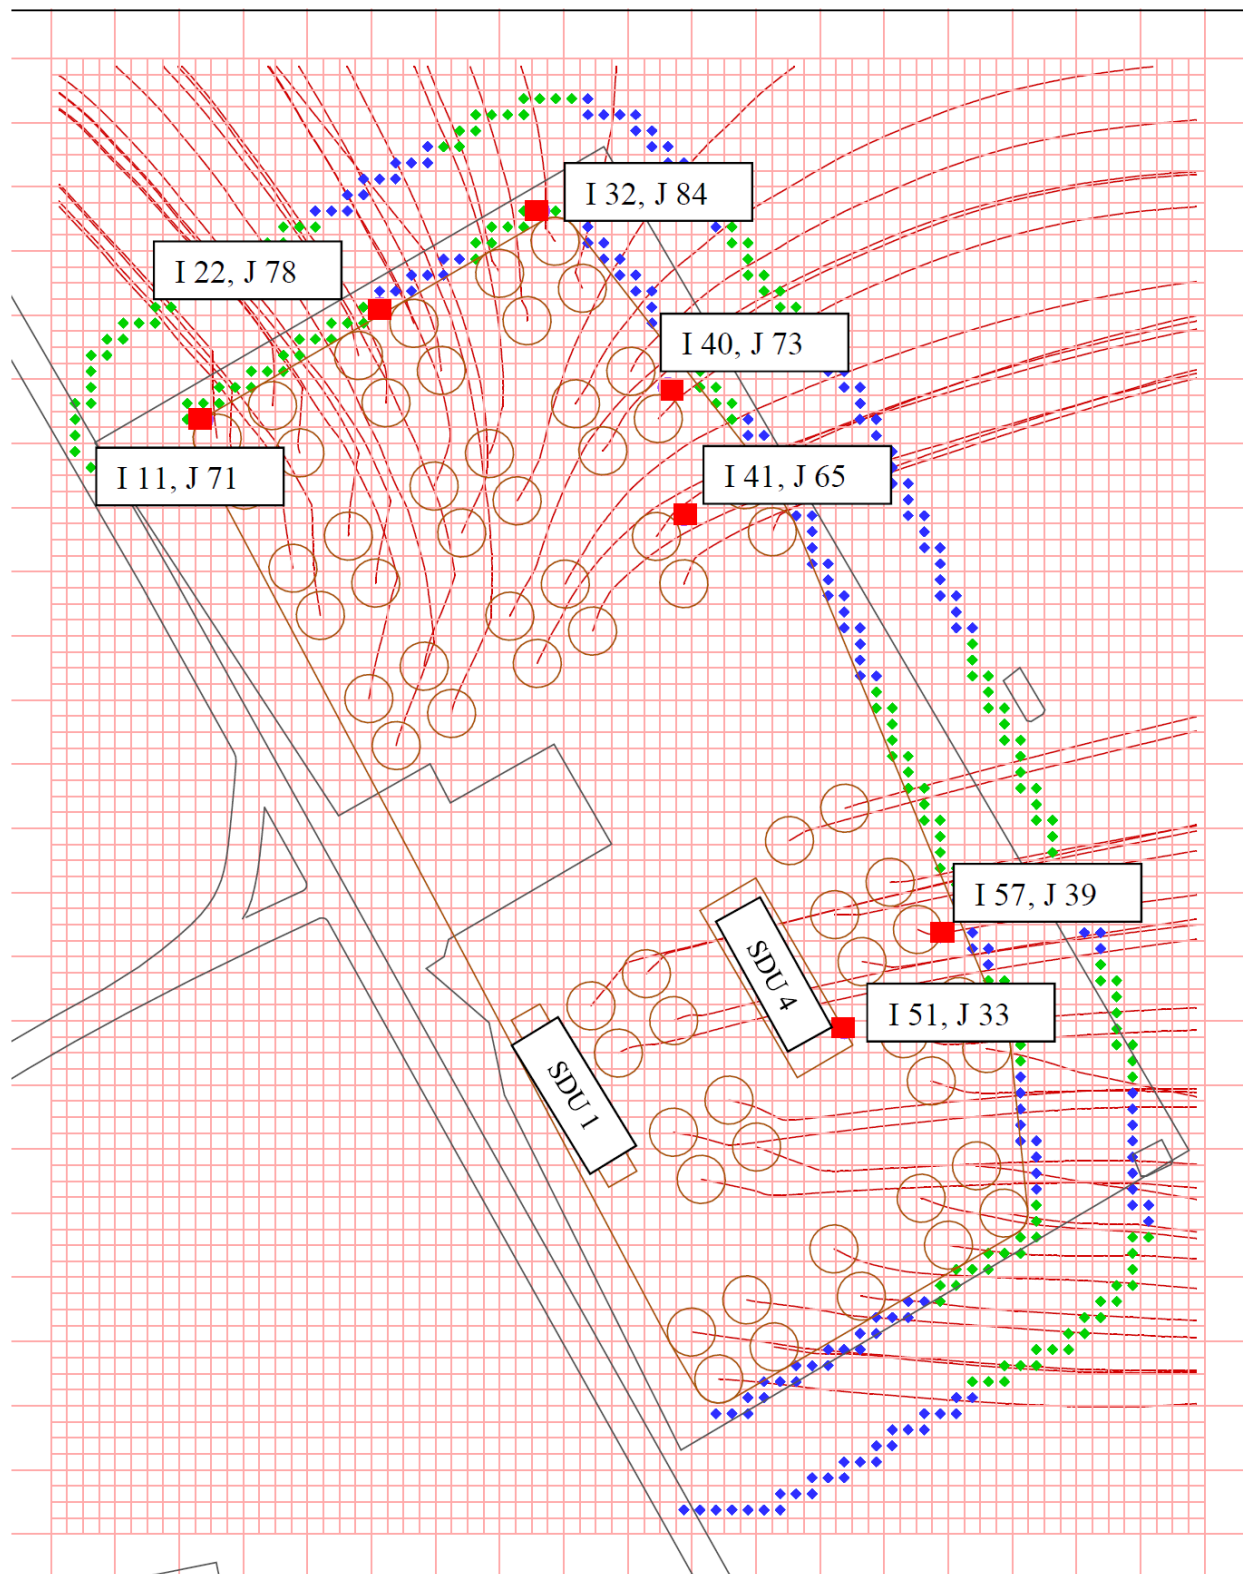 I 32, J 84
I 22, J 78
I 40, J 73
I 11, J 71
I 41, J 65
I 57, J 39
SDU 4
I 51, J 33
SDU 1